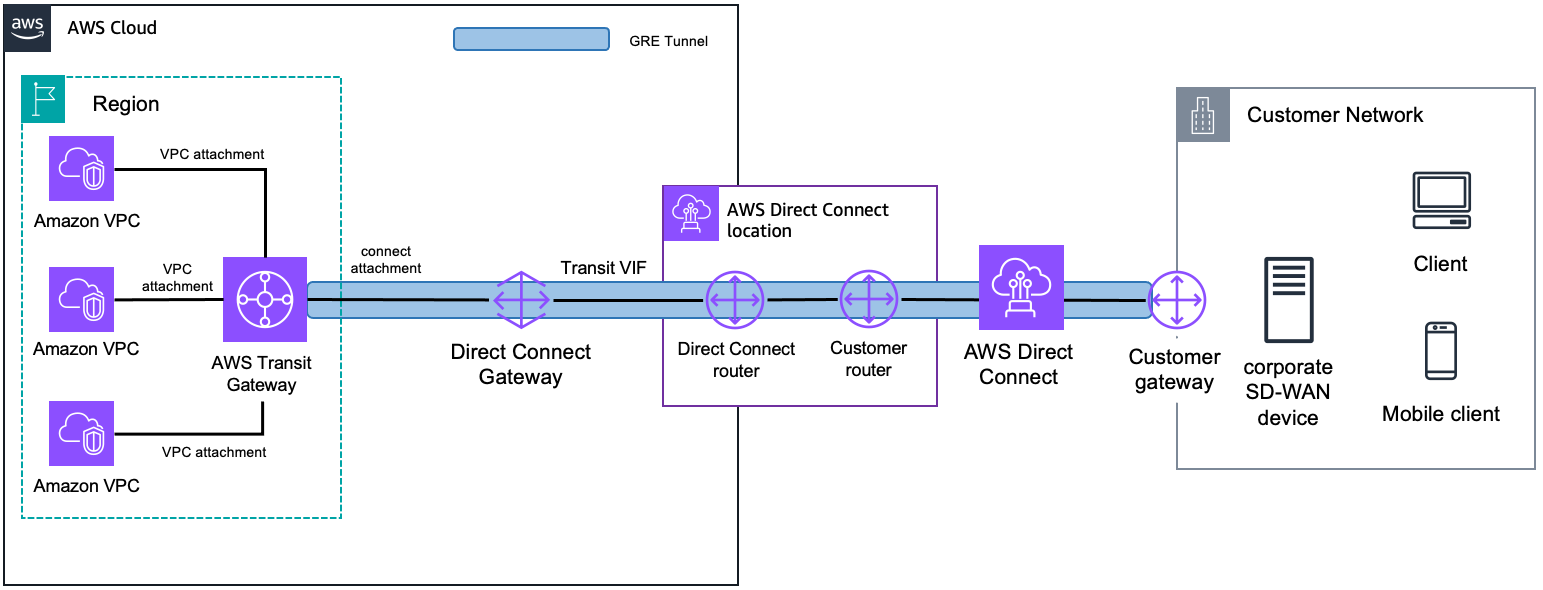 aws
AWS Cloud
GRE Tunnel
Region
VPC attachment
Amazon VPC
VPC
attachment
Amazon VPC
AWS Transit
Gateway
VPC attachment
Amazon VPC
connect
attachment
Direct Connect
Gateway
Transit VIF
AWS Direct Connect
location
Direct Connect
router
Customer
router
AWS Direct
Connect
Customer
gateway
Customer Network
Client
corporate
SD-WAN
device
Mobile client